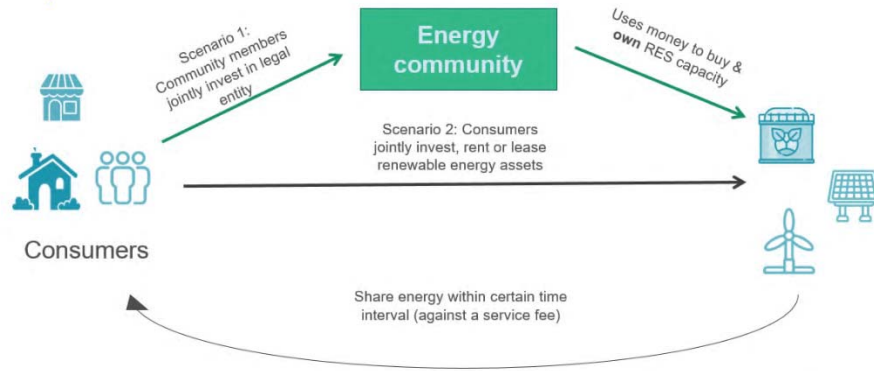 Scenario 1:
Community members
jointly invest in legal
entity
Energy
community
Uses money to buy &
own RES capacity
Scenario 2: Consumers
jointly invest, rent or lease
renewable energy assets
Consumers
Share energy within certain time
interval (against a service fee)